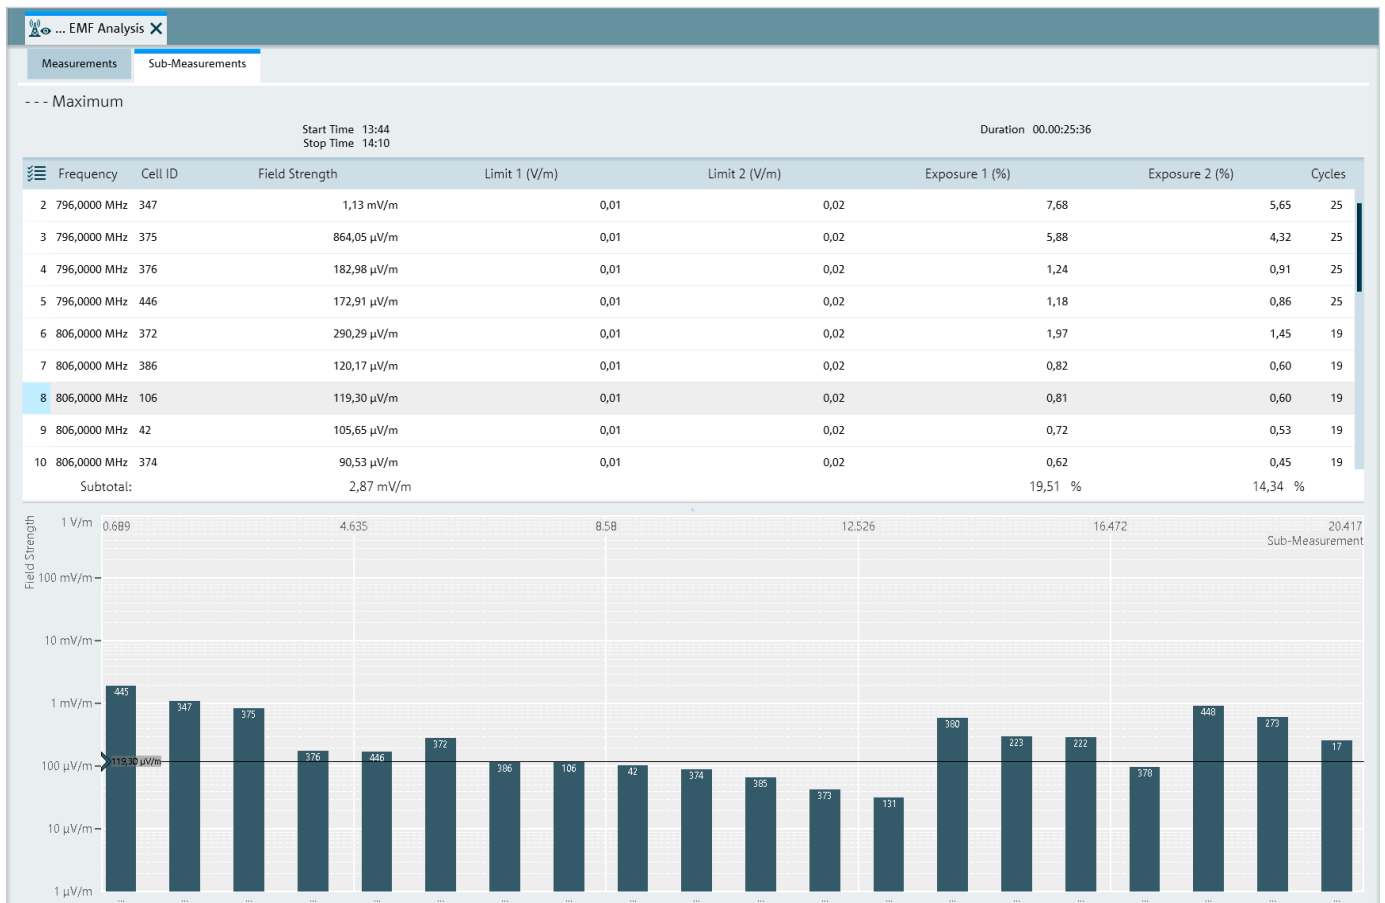 ... EMF Analysis
Measurements Sub-Measurements
- - - Maximum
Start Time 13:44 Duration 00.00:25:36
Stop Time 14:10
Frequency Cell ID Field Strength Limit 1 (V/m) Limit 2 (V/m) Exposure 1 (%) Exposure 2 (%) Cycles
2 796,0000 MHz 347 1,13 mV/m 0,01 0,02 7,68 5,65 25
3 796,0000 MHz 375 864,05 µV/m 0,01 0,02 5,88 4,32 25
4 796,0000 MHz 376 182,98 µV/m 0,01 0,02 1,24 0,91 25
5 796,0000 MHz 446 172,91 µV/m 0,01 0,02 1,18 0,86 25
6 806,0000 MHz 372 290,29 µV/m 0,01 0,02 1,97 1,45 19
7 806,0000 MHz 386 120,17 µV/m 0,01 0,02 0,82 0,60 19
8 806,0000 MHz 106 119,30 µV/m 0,01 0,02 0,81 0,60 19
9 806,0000 MHz 42 105,65 µV/m 0,01 0,02 0,72 0,53 19
10 806,0000 MHz 374 90,53 µV/m 0,01 0,02 0,62 0,45 19
Subtotal: 2,87 mV/m 19,51 % 14,34 %
Field Strength
1 V/m 0.689 4.635 8.58 12.526 16.472 20.417
Sub-Measurement
100 mV/m
10 mV/m
1 mV/m
100 µV/m
10 µV/m
1 µV/m
119,30 µV/m
445 347 375 376 446 372 386 106 42 374 385 373 131 380 223 222 378 448 273 17
... ... ... ... ... ... ... ... ... ... ... ... ... ... ... ... ... ... ... ...